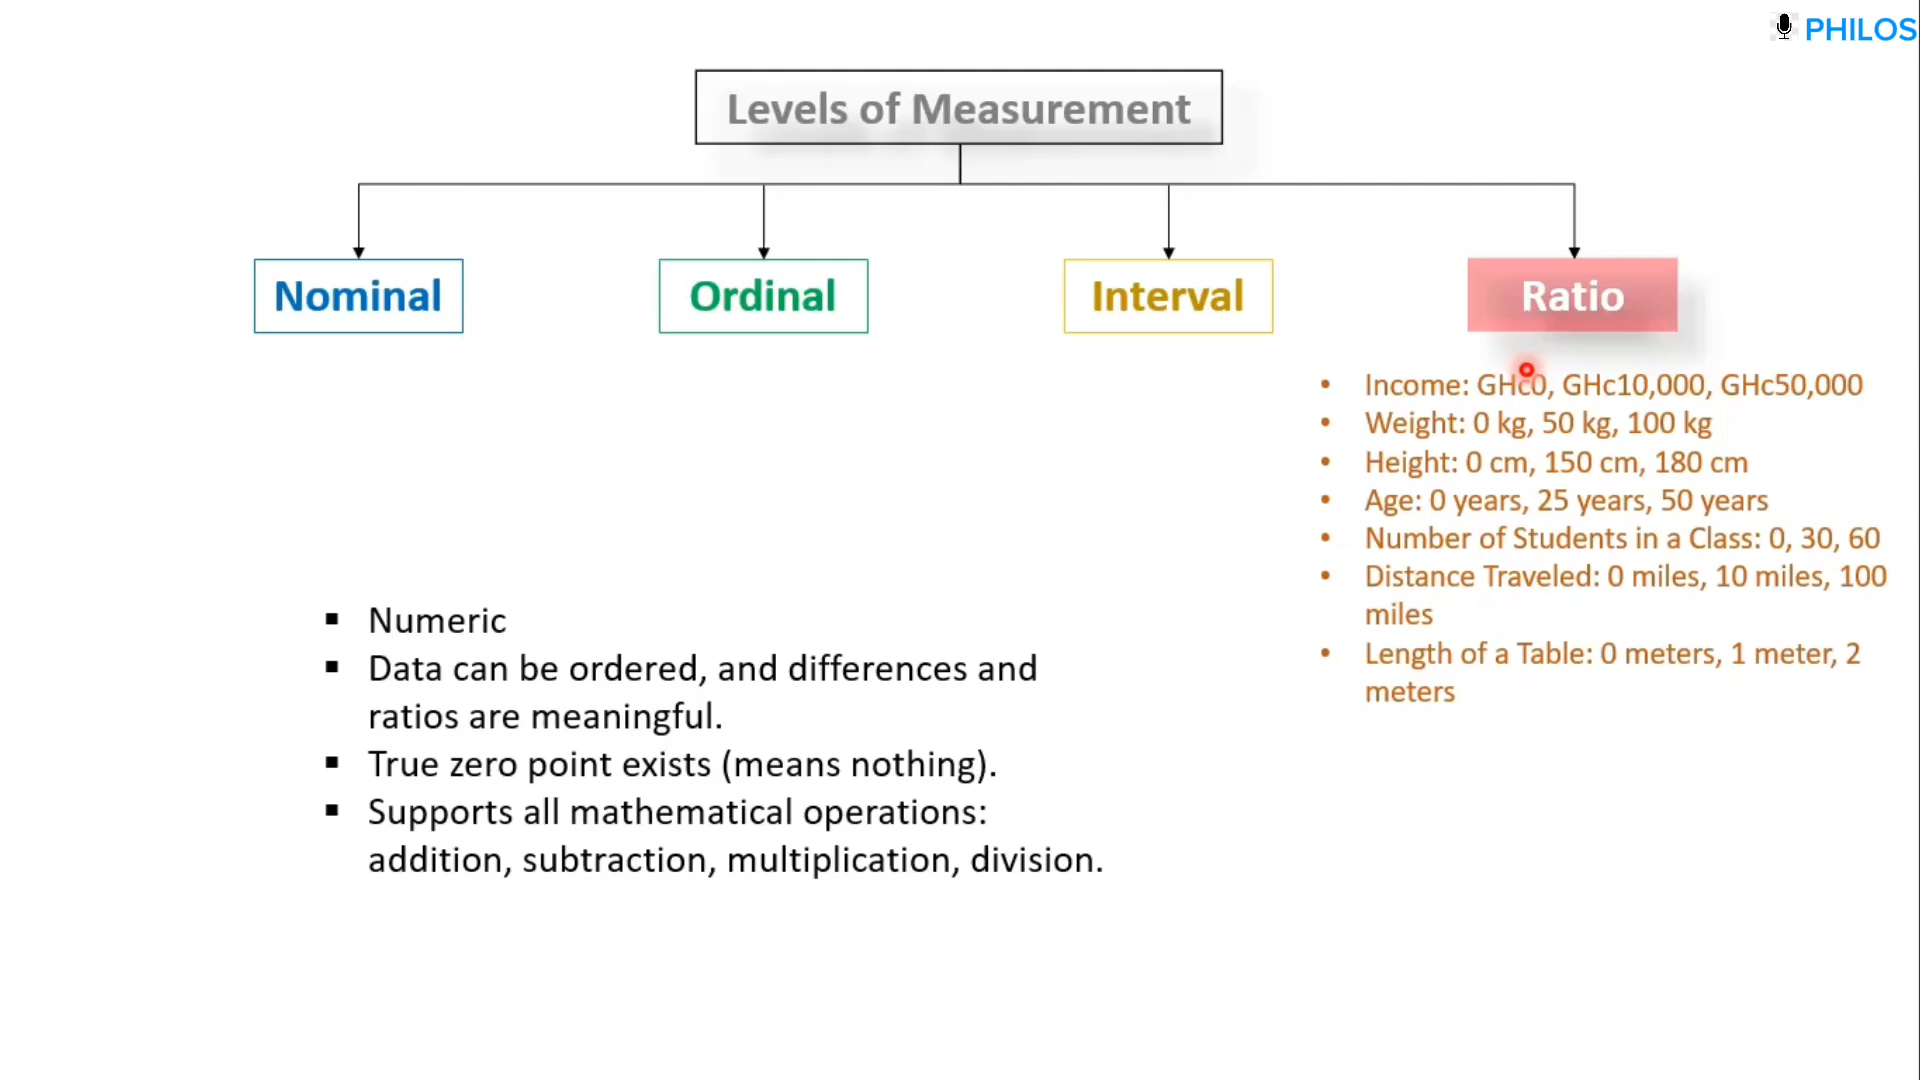 PHILOS
Levels of Measurement
Nominal
Ordinal
Interval
Ratio
• Income: GHc0, GHc10,000, GHc50,000
• Weight: 0 kg, 50 kg, 100 kg
• Height: 0 cm, 150 cm, 180 cm
• Age: 0 years, 25 years, 50 years
• Number of Students in a Class: 0, 30, 60
• Distance Traveled: 0 miles, 10 miles, 100
miles
• Length of a Table: 0 meters, 1 meter, 2
meters
▪ Numeric
▪ Data can be ordered, and differences and
ratios are meaningful.
▪ True zero point exists (means nothing).
▪ Supports all mathematical operations:
addition, subtraction, multiplication, division.